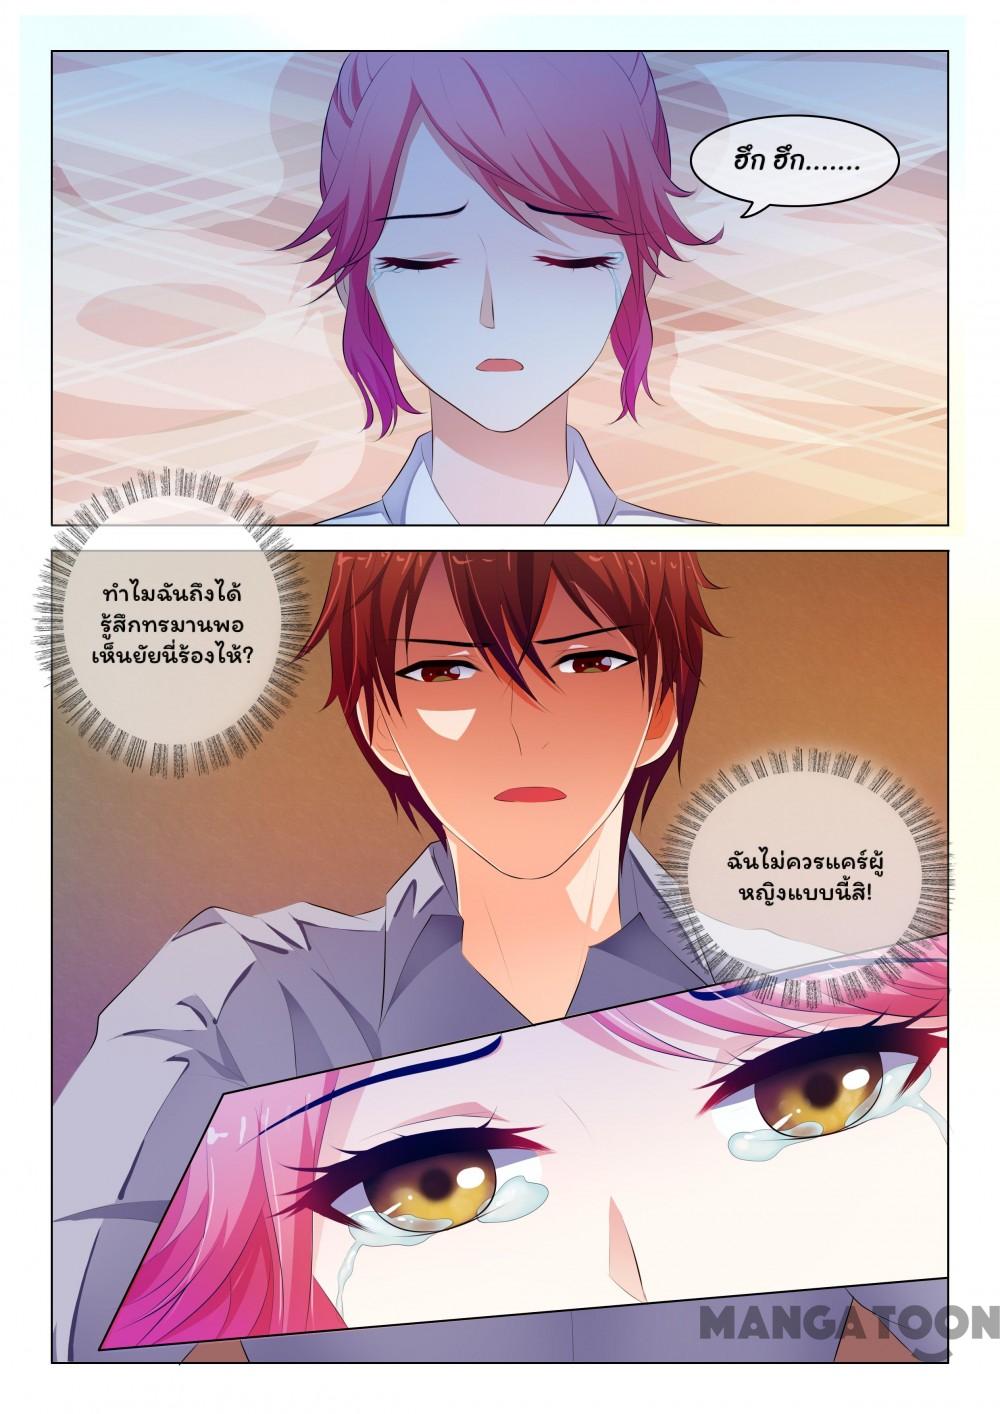 ฮึก ฮึก.......
ทำไมฉันถึงได้
รู้สึกทรมานพอ
เห็นยัยนี่ร้องไห้?
ฉันไม่ควรแคร์ผู้
หญิงแบบนี้สิ!
MANGATOON